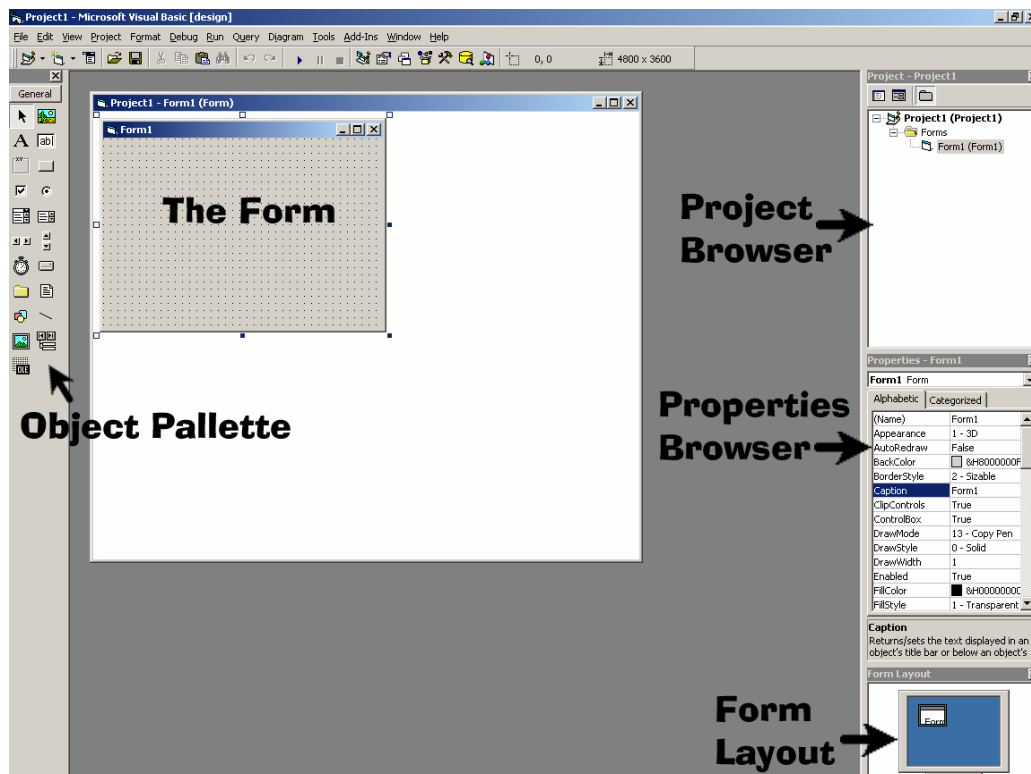 Project1 - Microsoft Visual Basic [design]
File Edit View Project Format Debug Run Query Diagram Tools Add-Ins Window Help
0, 0 4800 x 3600
General
A ab|
xy
OLE
Project1 - Form1 (Form)
Form1
The Form
Object Pallette
Project - Project1
Project1 (Project1)
Forms
Form1 (Form1)
Project
Browser
Properties - Form1
Form1 Form
Alphabetic Categorized
(Name) Form1
Appearance 1 - 3D
AutoRedraw False
BackColor &H8000000F
BorderStyle 2 - Sizable
Caption Form1
ClipControls True
ControlBox True
DrawMode 13 - Copy Pen
DrawStyle 0 - Solid
DrawWidth 1
Enabled True
FillColor &H00000000
FillStyle 1 - Transparent
Properties
Browser
Caption
Returns/sets the text displayed in an
object's title bar or below an object's
Form Layout
Form
Form
Layout